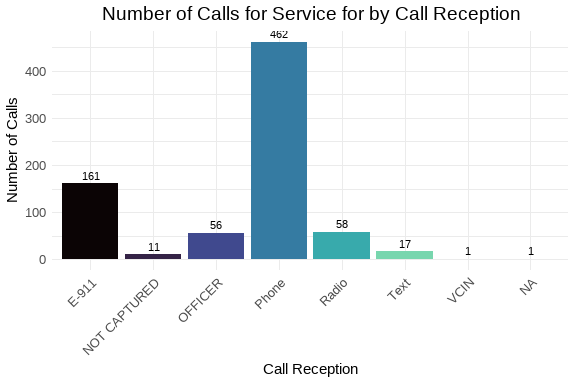 Number of Calls for Service for by Call Reception
Number of Calls
400
300
200
100
0
161
11
56
462
58
17
1
1
E-911
NOT CAPTURED
OFFICER
Phone
Radio
Text
VCIN
NA
Call Reception